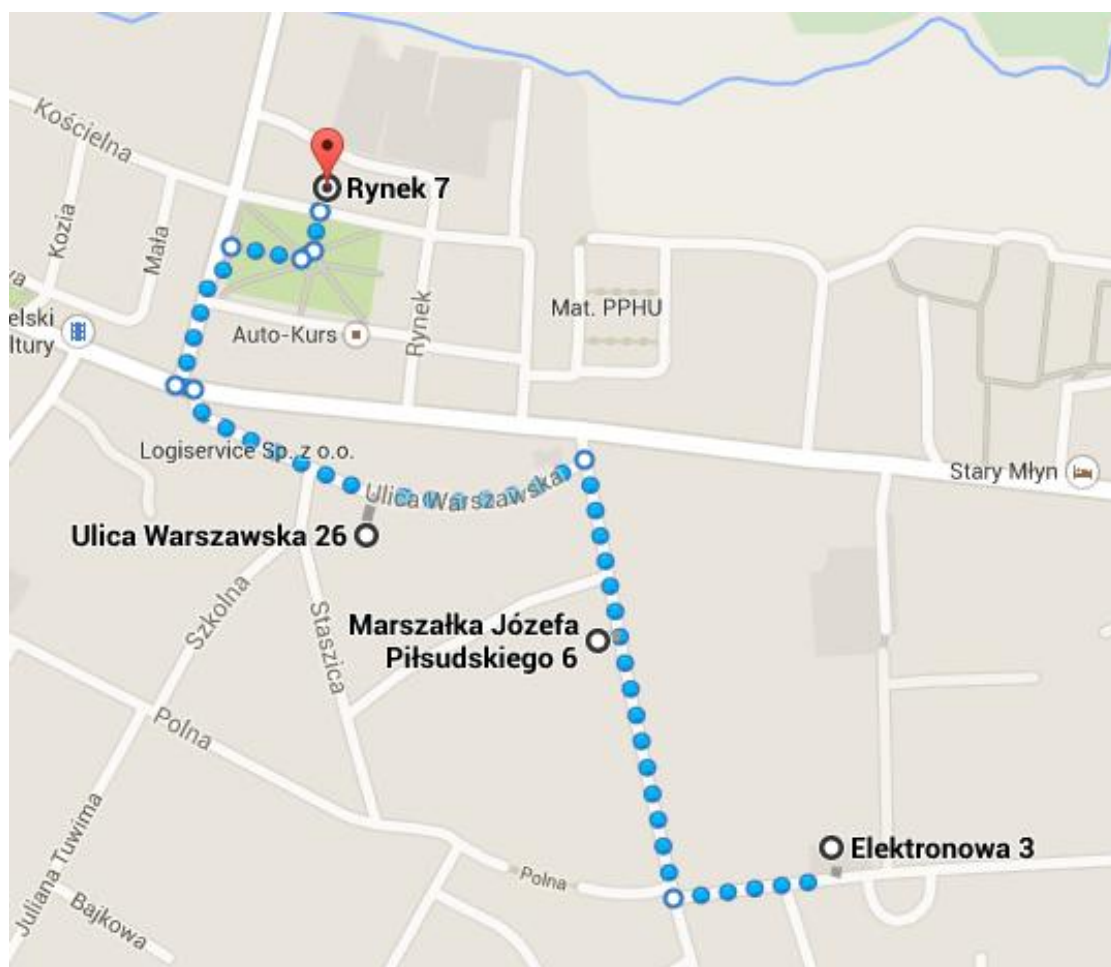 Kościelna
Rynek 7
Kozia
Mała
Mat. PPHU
elski
ltury
Auto-Kurs
Rynek
Logiservice Sp. z o.o.
Stary Młyn
Ulica Warszawska
Ulica Warszawska 26
Szkolna
Staszica
Marszałka Józefa
Piłsudskiego 6
Polna
Elektronowa 3
Polna
Juliana Tuwima
Bajkowa